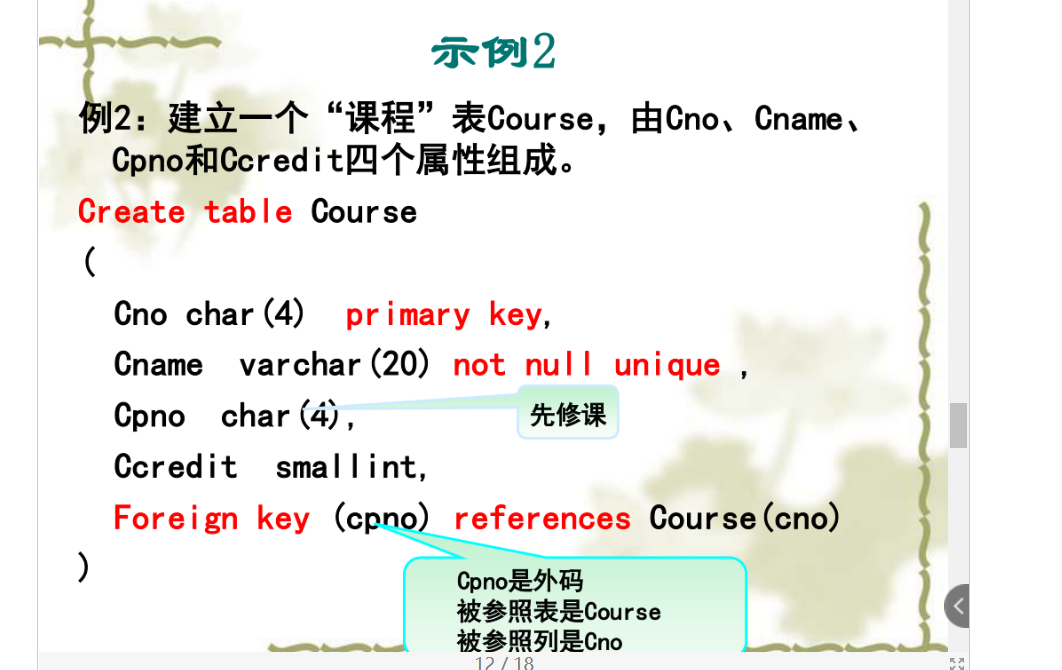 示例2
例2：建立一个“课程”表Course，由Cno、Cname、
Cpno和Ccredit四个属性组成。
Create table Course
(
Cno char(4) primary key,
Cname varchar(20) not null unique ,
Cpno char(4),
先修课
Ccredit smallint,
Foreign key (cpno) references Course(cno)
)
Cpno是外码
被参照表是Course
被参照列是Cno
12 / 18